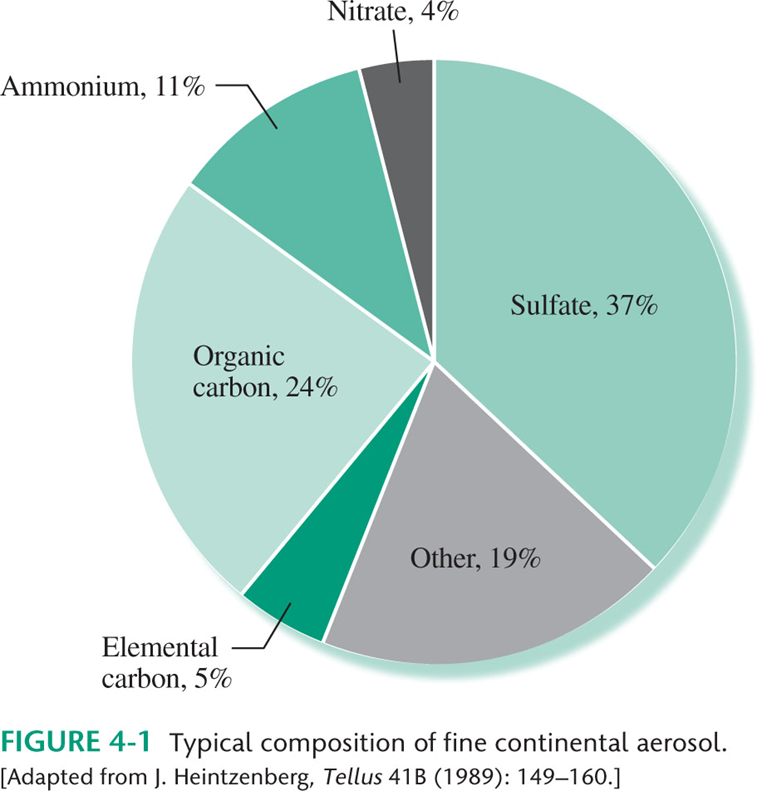 Nitrate, 4%
Ammonium, 11%
Sulfate, 37%
Organic
carbon, 24%
Other, 19%
Elemental
carbon, 5%
FIGURE 4-1 Typical composition of fine continental aerosol.
[Adapted from J. Heintzenberg, Tellus 41B (1989): 149–160.]